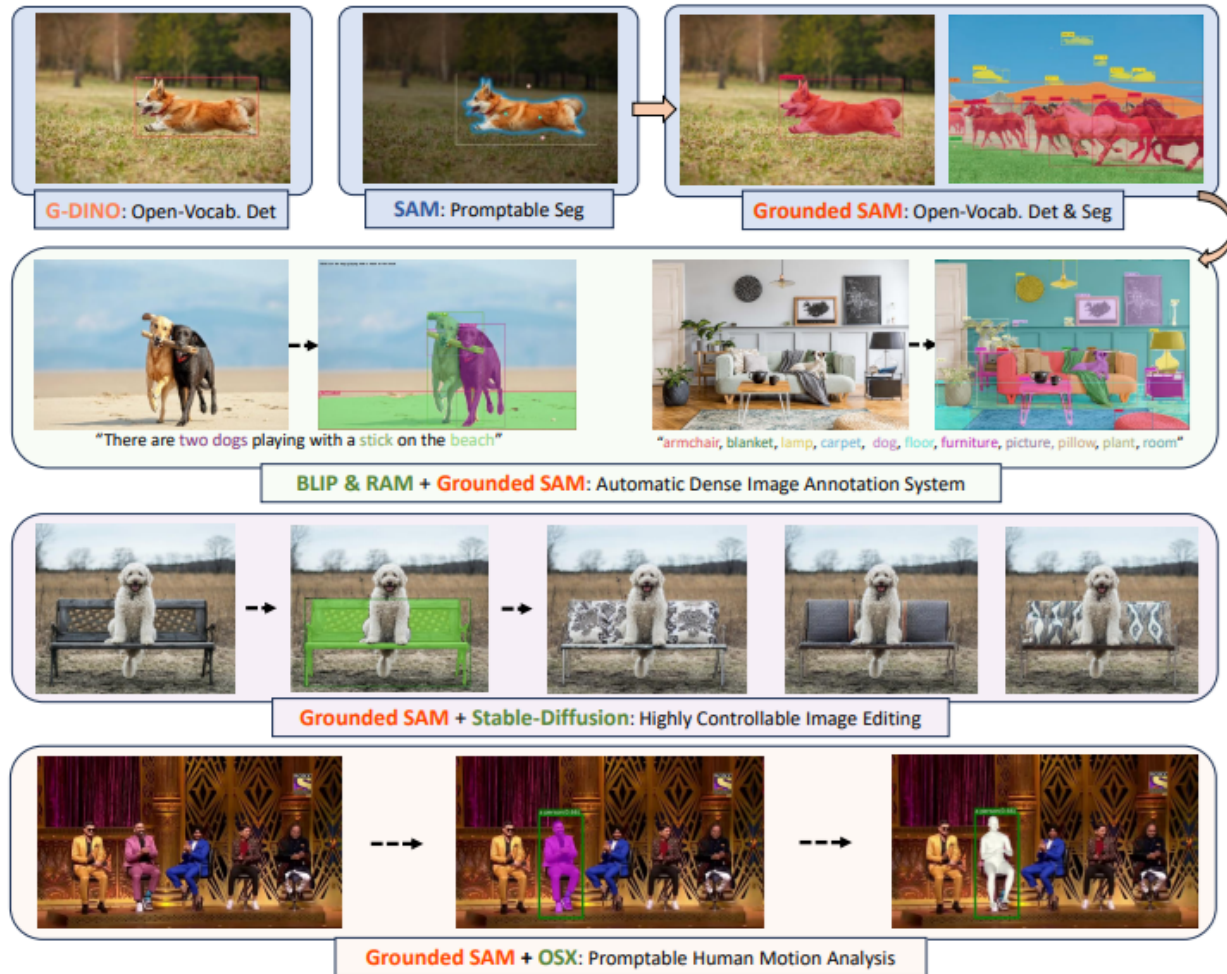 G-DINO: Open-Vocab. Det
SAM: Promptable Seg
Grounded SAM: Open-Vocab. Det & Seg
“There are two dogs playing with a stick on the beach”
“armchair, blanket, lamp, carpet, dog, floor, furniture, picture, pillow, plant, room”
BLIP & RAM + Grounded SAM: Automatic Dense Image Annotation System
Grounded SAM + Stable-Diffusion: Highly Controllable Image Editing
Grounded SAM + OSX: Promptable Human Motion Analysis